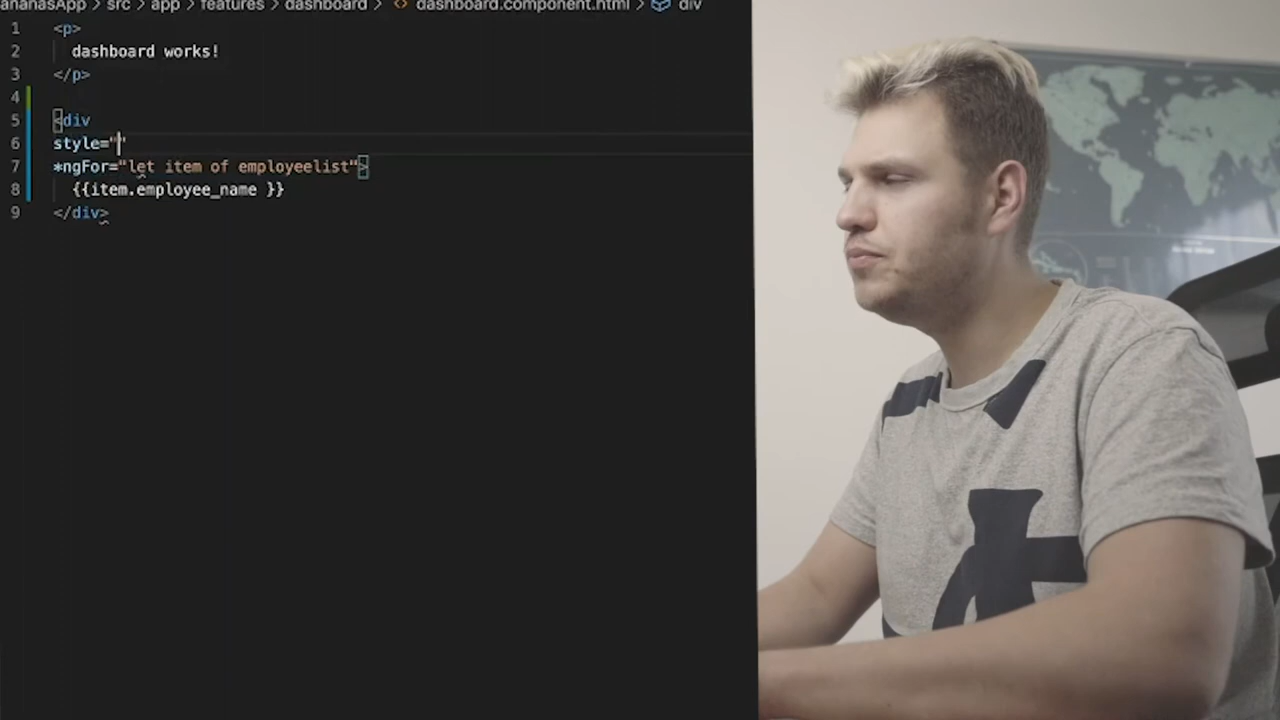 ananasApp > src > app > features > dashboard > dashboard.component.html > div
1 <p>
2 dashboard works!
3 </p>
4
5 <div
6 style=""
7 *ngFor="let item of employeelist">
8 {{item.employee_name }}
9 </div>